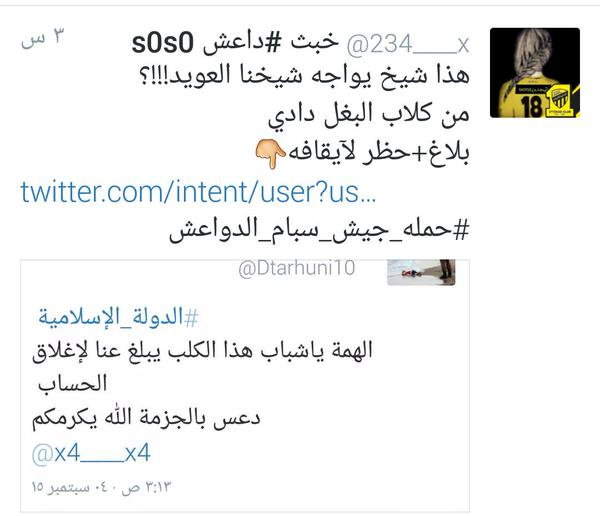 خبث #داعش s0s0 @234____x ٣ س
هذا شيخ يواجه شيخنا العويد!!!؟
من كلاب البغل دادي
بلاغ+حظر لآيقافه👇
twitter.com/intent/user?us...
#حمله_جيش_سبام_الدواعش
@Dtarhuni10
#الدولة_الإسلامية
الهمة ياشباب هذا الكلب يبلغ عنا لإغلاق
الحساب
دعس بالجزمة الله يكرمكم
@x4____x4
٣:١٣ ص · ٠٤ سبتمبر ١٥
18